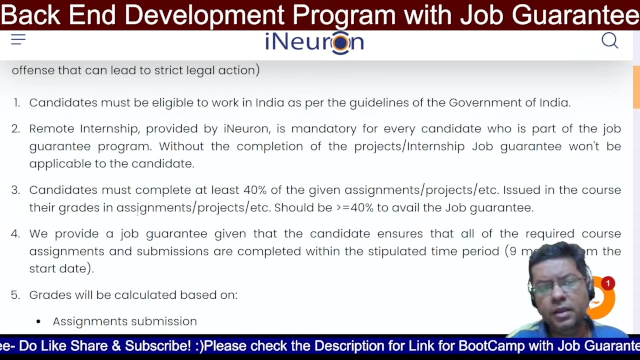 Back End Development Program with Job Guarantee
iNeuron
offense that can lead to strict legal action)
1. Candidates must be eligible to work in India as per the guidelines of the Government of India.
2. Remote Internship, provided by iNeuron, is mandatory for every candidate who is part of the job
guarantee program. Without the completion of the projects/Internship Job guarantee won't be
applicable to the candidate.
3. Candidates must complete at least 40% of the given assignments/projects/etc. Issued in the course
their grades in assignments/projects/etc. Should be >=40% to avail the Job guarantee.
4. We provide a job guarantee given that the candidate ensures that all of the required course
assignments and submissions are completed within the stipulated time period (9 the
start date).
1
5. Grades will be calculated based on:
• Assignments submission
ee- Do Like Share & Subscribe! :)Please check the Description for Link for BootCamp with Job Guarante